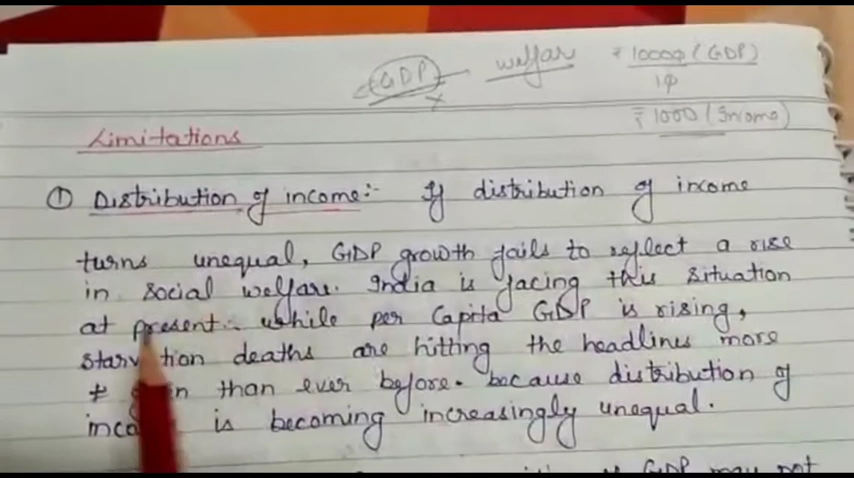 GDP welfare ₹10000 (GDP)
10
₹1000 (Income)
Limitations
① Distribution of income:- If distribution of income
turns unequal, GDP growth fails to reflect a rise
in social welfare. India is facing this situation
at present:- while per Capita GDP is rising,
starvation deaths are hitting the headlines more
than ever before. because distribution of
is becoming increasingly unequal.
GDP may not